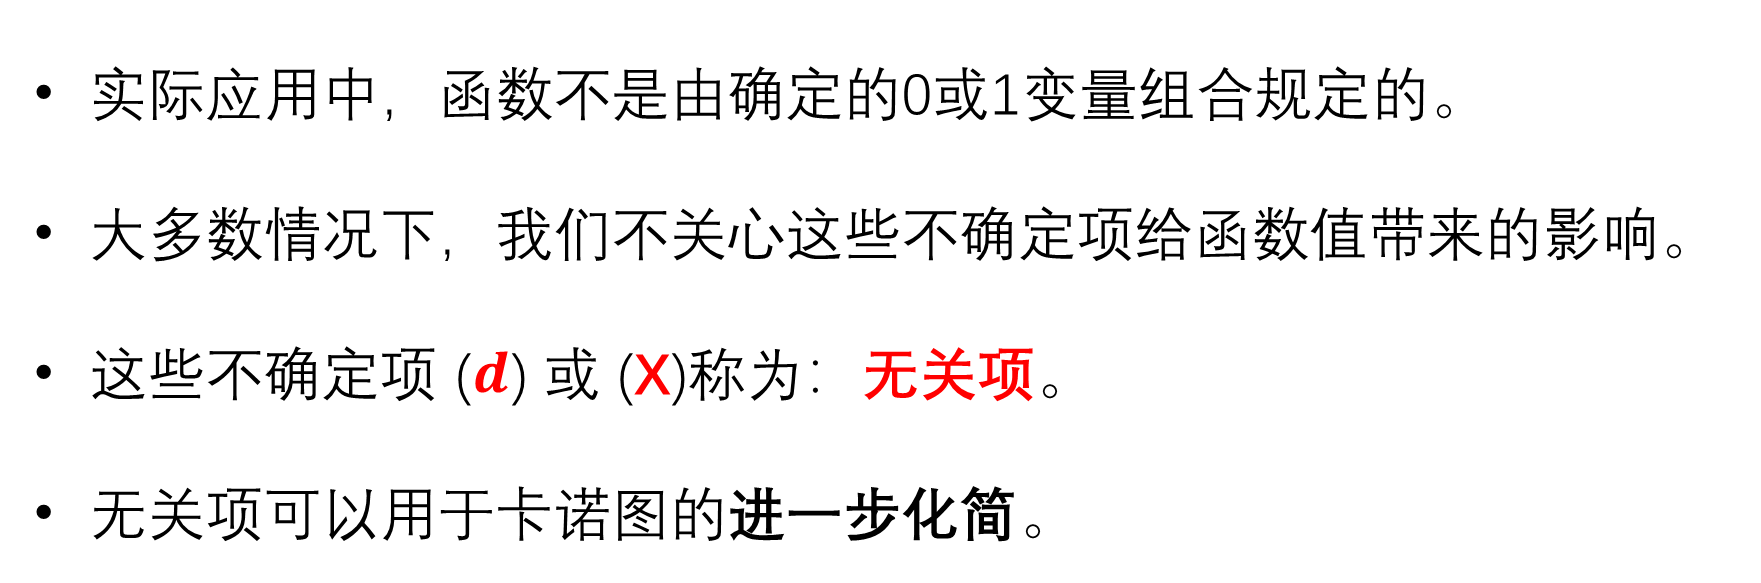 • 实际应用中，函数不是由确定的0或1变量组合规定的。
• 大多数情况下，我们不关心这些不确定项给函数值带来的影响。
• 这些不确定项 (d) 或 (X)称为：无关项。
• 无关项可以用于卡诺图的进一步化简。